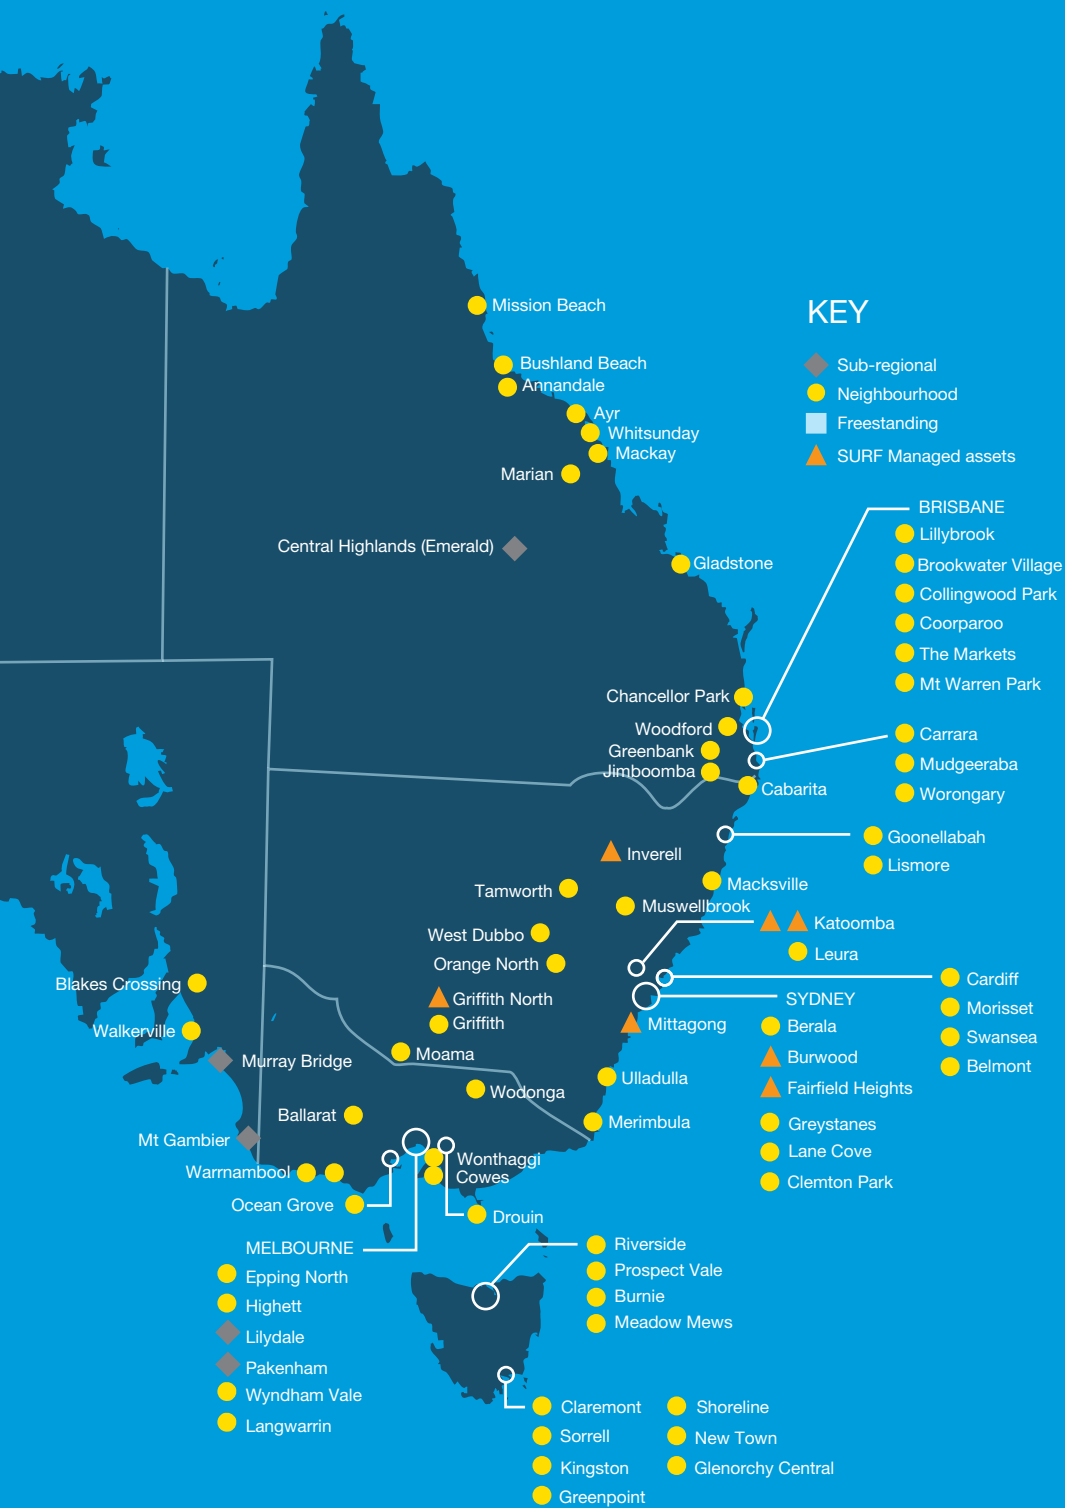 Mission Beach
KEY
Bushland Beach
Sub-regional
Annandale
Neighbourhood
Ayr
Freestanding
Whitsunday
Mackay
SURF Managed assets
Marian
BRISBANE
Lillybrook
Central Highlands (Emerald)
Gladstone
Brookwater Village
Collingwood Park
Coorparoo
The Markets
Mt Warren Park
Chancellor Park
Woodford
Carrara
Greenbank
Mudgeeraba
Jimboomba
Cabarita
Worongary
Goonellabah
Inverell
Lismore
Tamworth
Macksville
Muswellbrook
Katoomba
West Dubbo
Leura
Orange North
Cardiff
Blakes Crossing
Griffith North
SYDNEY
Morisset
Griffith
Mittagong
Berala
Walkerville
Swansea
Moama
Burwood
Murray Bridge
Belmont
Ulladulla
Fairfield Heights
Wodonga
Ballarat
Merimbula
Greystanes
Mt Gambier
Lane Cove
Wonthaggi
Warrnambool
Cowes
Clemton Park
Ocean Grove
Drouin
MELBOURNE
Riverside
Epping North
Prospect Vale
Highett
Burnie
Lilydale
Meadow Mews
Pakenham
Wyndham Vale
Langwarrin
Claremont
Shoreline
Sorrell
New Town
Kingston
Glenorchy Central
Greenpoint